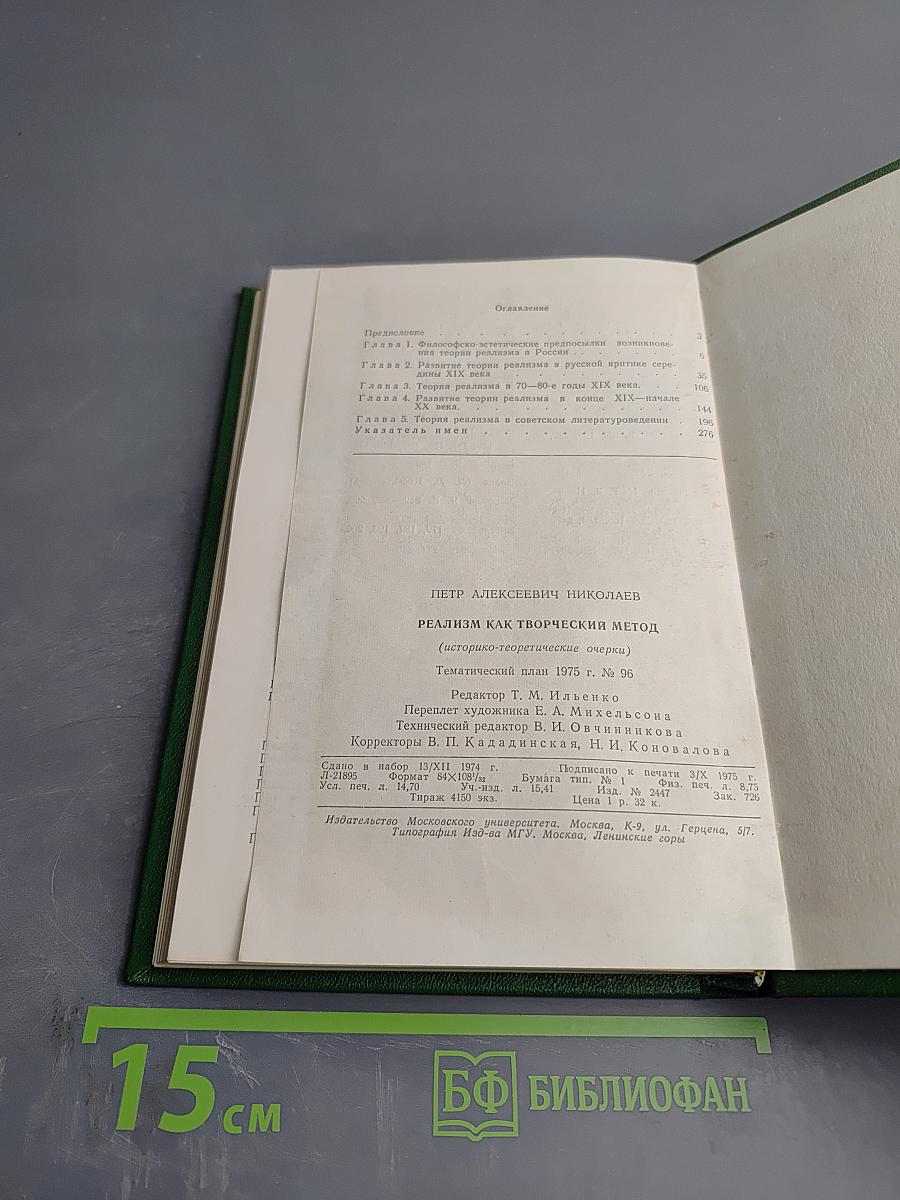 Оглавление
Предисловие . . . . . . . . . . . . . 3
Глава 1. Философско-эстетические предпосылки возникнове-
ния теории реализма в России . . . . . . . 6
Глава 2. Развитие теории реализма в русской критике сере-
дины XIX века . . . . . . . . . . 35
Глава 3. Теория реализма в 70—80-е годы XIX века. . . 106
Глава 4. Развитие теории реализма в конце XIX—начале
XX века. . . . . . . . . . . . 144
Глава 5. Теория реализма в советском литературоведении . 196
Указатель имен . . . . . . . . . . . 276
ПЕТР АЛЕКСЕЕВИЧ НИКОЛАЕВ
РЕАЛИЗМ КАК ТВОРЧЕСКИЙ МЕТОД
(историко-теоретические очерки)
Тематический план 1975 г. № 96
Редактор Т. М. Ильенко
Переплет художника Е. А. Михельсона
Технический редактор В. И. Овчинникова
Корректоры В. П. Кададинская, Н. И. Коновалова
Сдано в набор 13/XII 1974 г. Подписано к печати 3/X 1975 г.
Л-21895 Формат 84×108¹/₃₂ Бумага тип. № 1 Физ. печ. л. 8,75
Усл. печ. л. 14,70 Уч.-изд. л. 15,41 Изд. № 2447 Зак. 726
Тираж 4150 экз. Цена 1 р. 32 к.
Издательство Московского университета. Москва, К-9, ул. Герцена, 5/7.
Типография Изд-ва МГУ. Москва, Ленинские горы
15 см
БФ БИБЛИОФАН